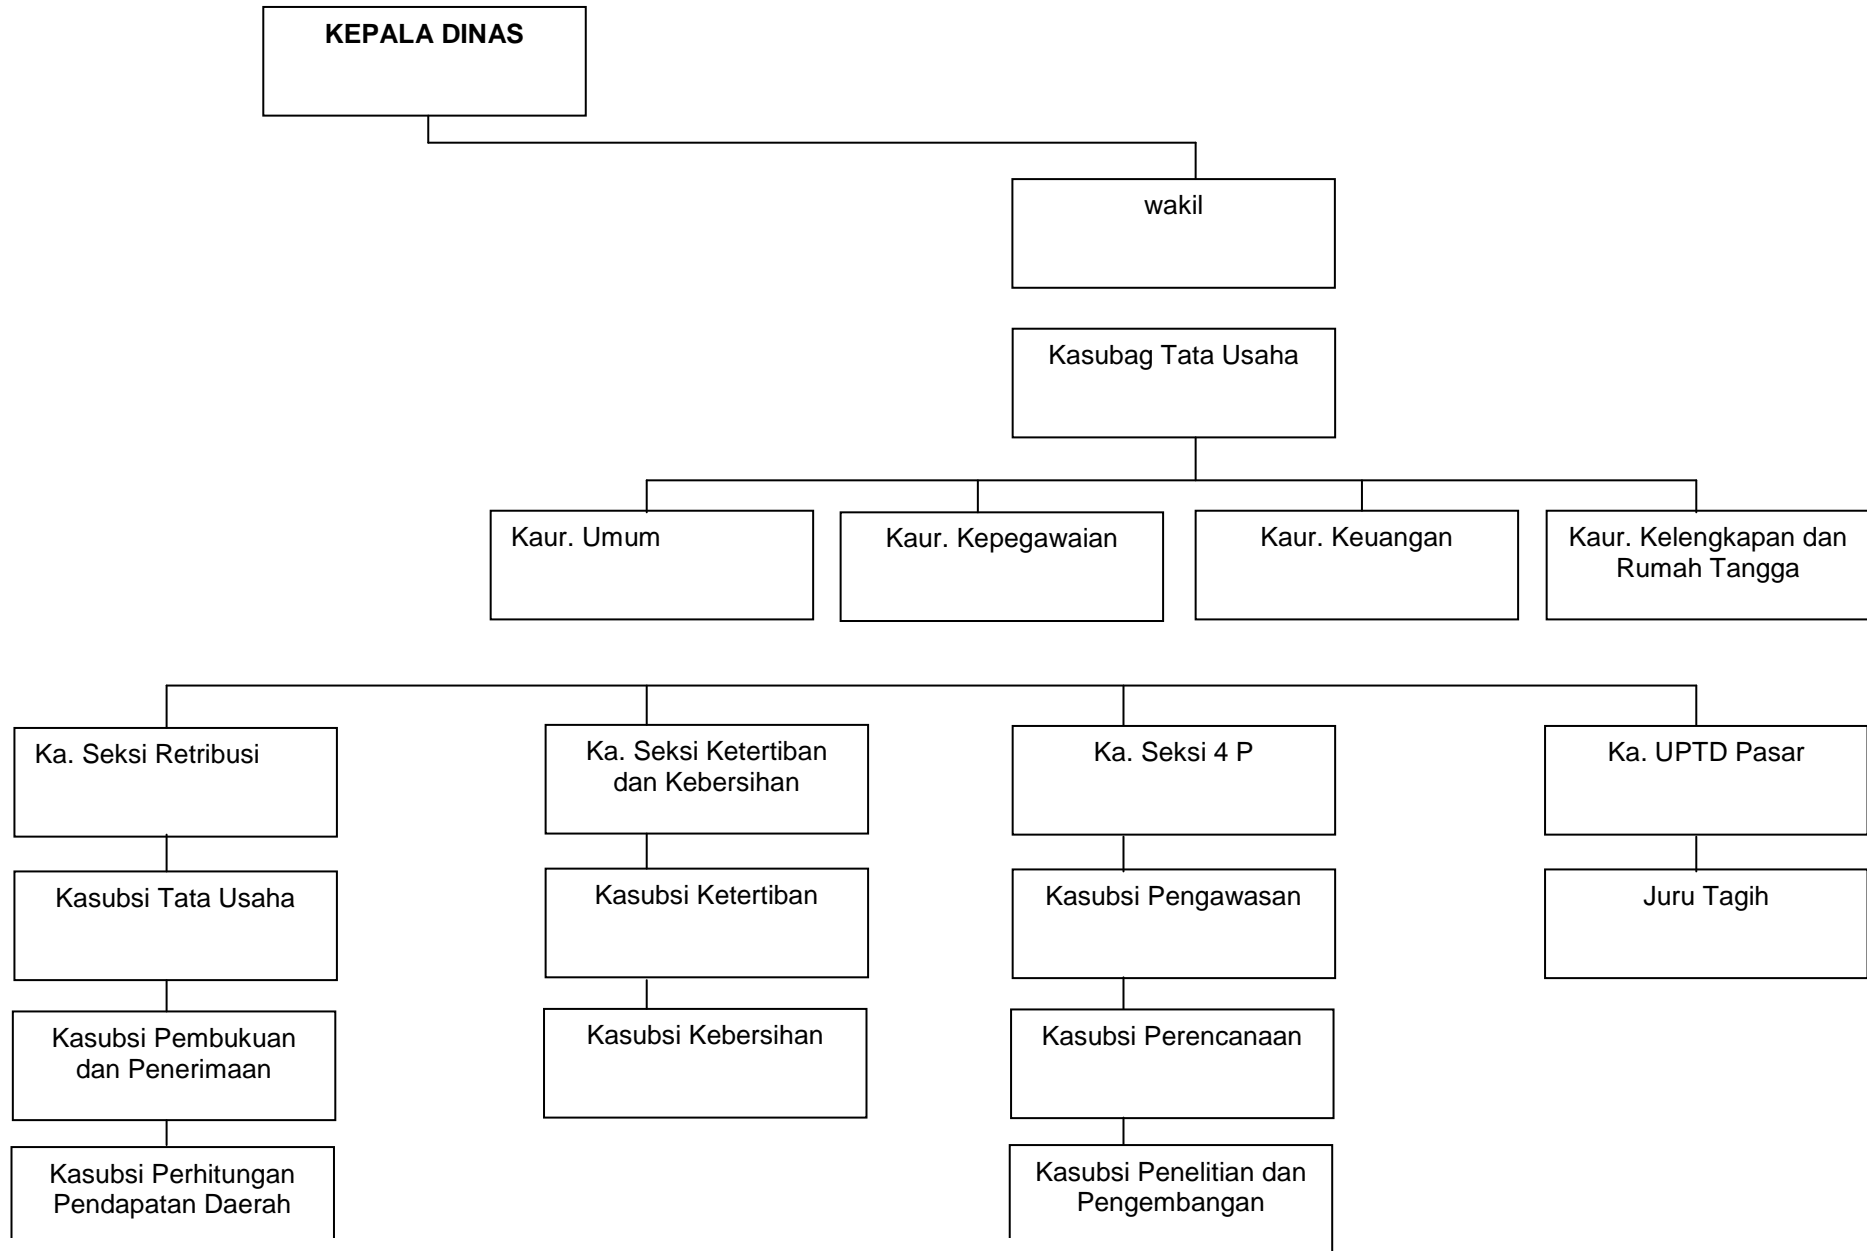 KEPALA DINAS
wakil
Kasubag Tata Usaha
Kaur. Umum
Kaur. Kepegawaian
Kaur. Keuangan
Kaur. Kelengkapan dan
Rumah Tangga
Ka. Seksi Retribusi
Ka. Seksi Ketertiban
dan Kebersihan
Ka. Seksi 4 P
Ka. UPTD Pasar
Kasubsi Tata Usaha
Kasubsi Ketertiban
Kasubsi Pengawasan
Juru Tagih
Kasubsi Pembukuan
dan Penerimaan
Kasubsi Kebersihan
Kasubsi Perencanaan
Kasubsi Perhitungan
Pendapatan Daerah
Kasubsi Penelitian dan
Pengembangan